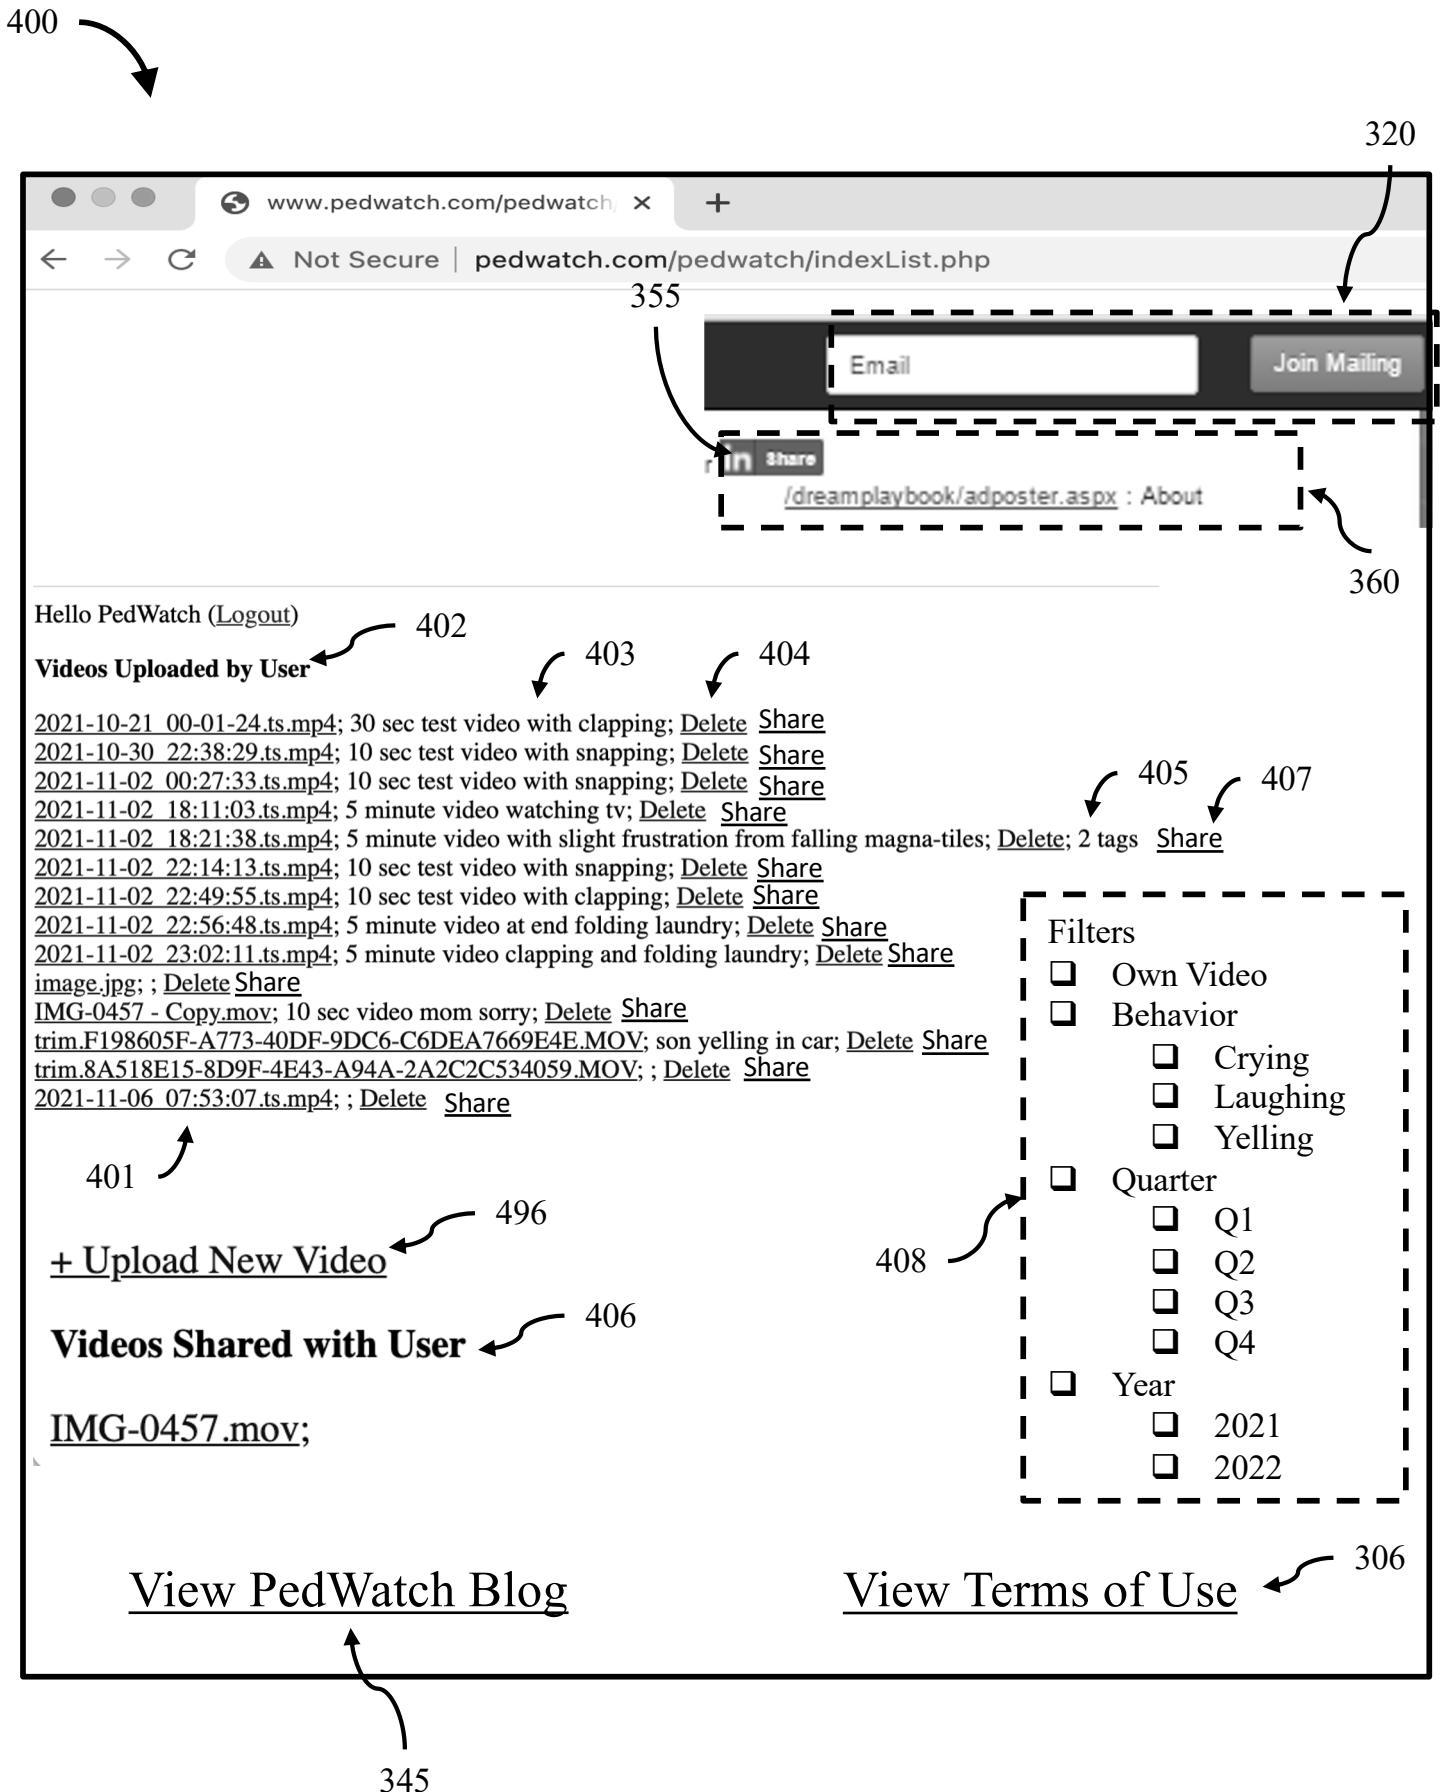 400
320
www.pedwatch.com/pedwatch
Not Secure | pedwatch.com/pedwatch/indexList.php
355
Email
Join Mailing
r in Share
/dreamplaybook/adposter.aspx : About
360
Hello PedWatch (Logout)
402
Videos Uploaded by User
403
404
2021-10-21_00-01-24.ts.mp4; 30 sec test video with clapping; Delete Share
2021-10-30_22:38:29.ts.mp4; 10 sec test video with snapping; Delete Share
2021-11-02_00:27:33.ts.mp4; 10 sec test video with snapping; Delete Share
405
407
2021-11-02_18:11:03.ts.mp4; 5 minute video watching tv; Delete Share
2021-11-02_18:21:38.ts.mp4; 5 minute video with slight frustration from falling magna-tiles; Delete; 2 tags Share
2021-11-02_22:14:13.ts.mp4; 10 sec test video with snapping; Delete Share
2021-11-02_22:49:55.ts.mp4; 10 sec test video with clapping; Delete Share
2021-11-02_22:56:48.ts.mp4; 5 minute video at end folding laundry; Delete Share
2021-11-02_23:02:11.ts.mp4; 5 minute video clapping and folding laundry; Delete Share
image.jpg; ; Delete Share
IMG-0457 - Copy.mov; 10 sec video mom sorry; Delete Share
trim.F198605F-A773-40DF-9DC6-C6DEA7669E4E.MOV; son yelling in car; Delete Share
trim.8A518E15-8D9F-4E43-A94A-2A2C2C534059.MOV; ; Delete Share
2021-11-06_07:53:07.ts.mp4; ; Delete Share
401
496
+ Upload New Video
406
Videos Shared with User
IMG-0457.mov;
Filters
Own Video
Behavior
Crying
Laughing
Yelling
Quarter
Q1
Q2
Q3
Q4
Year
2021
2022
408
306
View PedWatch Blog
View Terms of Use
345